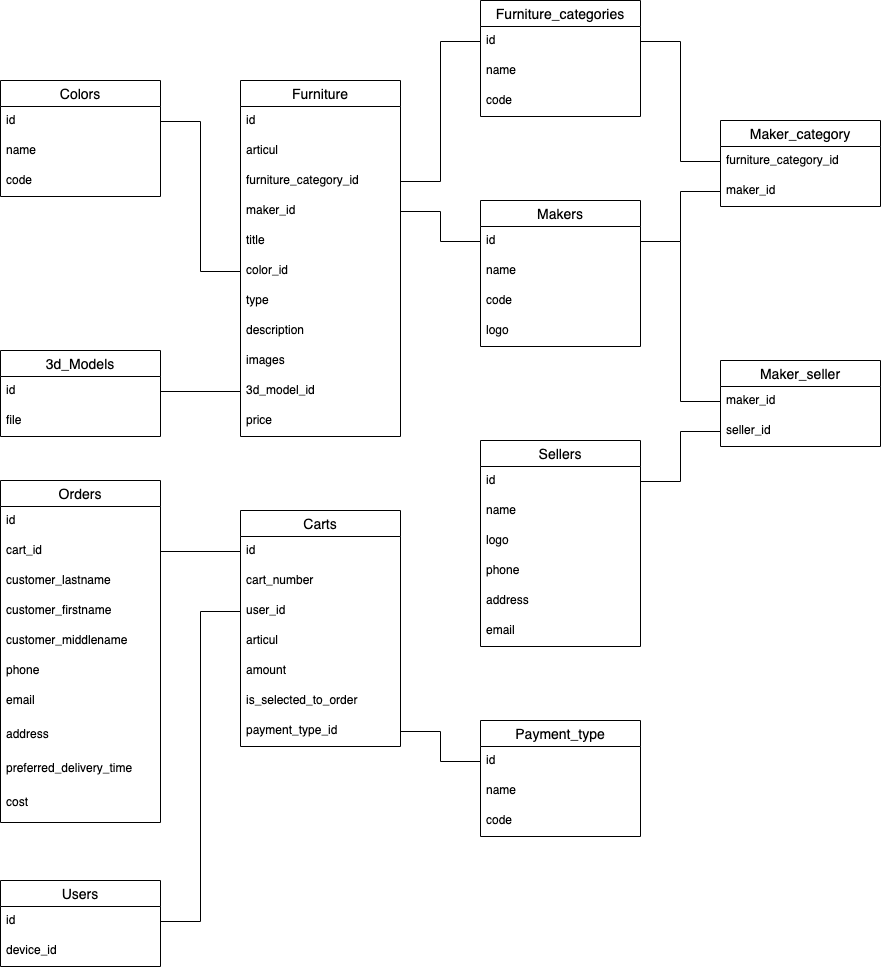 Furniture_categories
id
name
code
Colors
id
name
code
Furniture
id
articul
furniture_category_id
maker_id
title
color_id
type
description
images
3d_model_id
price
Maker_category
furniture_category_id
maker_id
Makers
id
name
code
logo
3d_Models
id
file
Maker_seller
maker_id
seller_id
Sellers
id
name
logo
phone
address
email
Orders
id
cart_id
customer_lastname
customer_firstname
customer_middlename
phone
email
address
preferred_delivery_time
cost
Carts
id
cart_number
user_id
articul
amount
is_selected_to_order
payment_type_id
Payment_type
id
name
code
Users
id
device_id